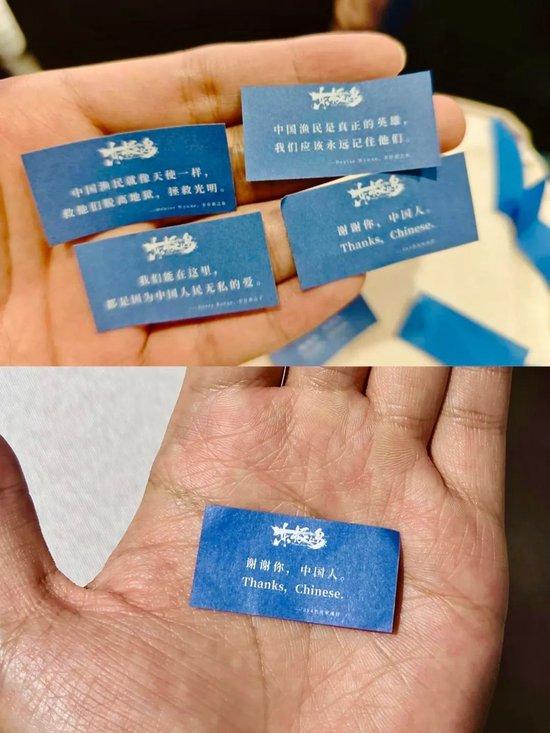 东极岛
中国渔民是真正的英雄，
我们应该永远记住他们。
东极岛
中国渔民就像天使一样，
救他们脱离地狱，拯救光明。
——Denise Wynne，
东极岛
谢谢你，中国人。
Thanks, Chinese.
东极岛
我们能在这里，
都是因为中国人民无私的爱。
东极岛
谢谢你，中国人。
Thanks, Chinese.